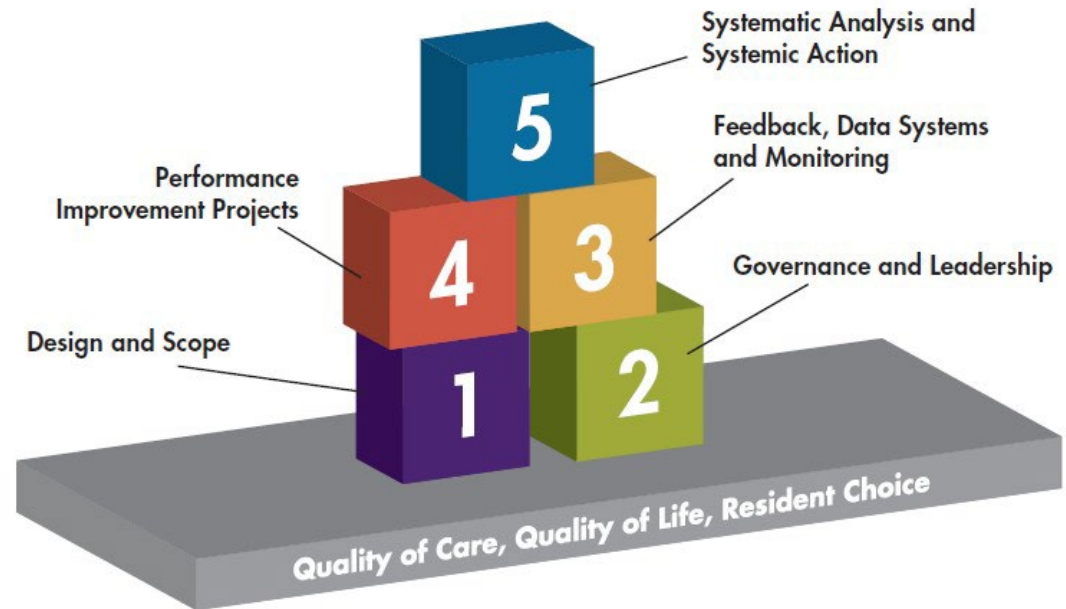 Systematic Analysis and
Systemic Action
5
Feedback, Data Systems
and Monitoring
Performance
Improvement Projects
4
3
Governance and Leadership
Design and Scope
1
2
Quality of Care, Quality of Life, Resident Choice